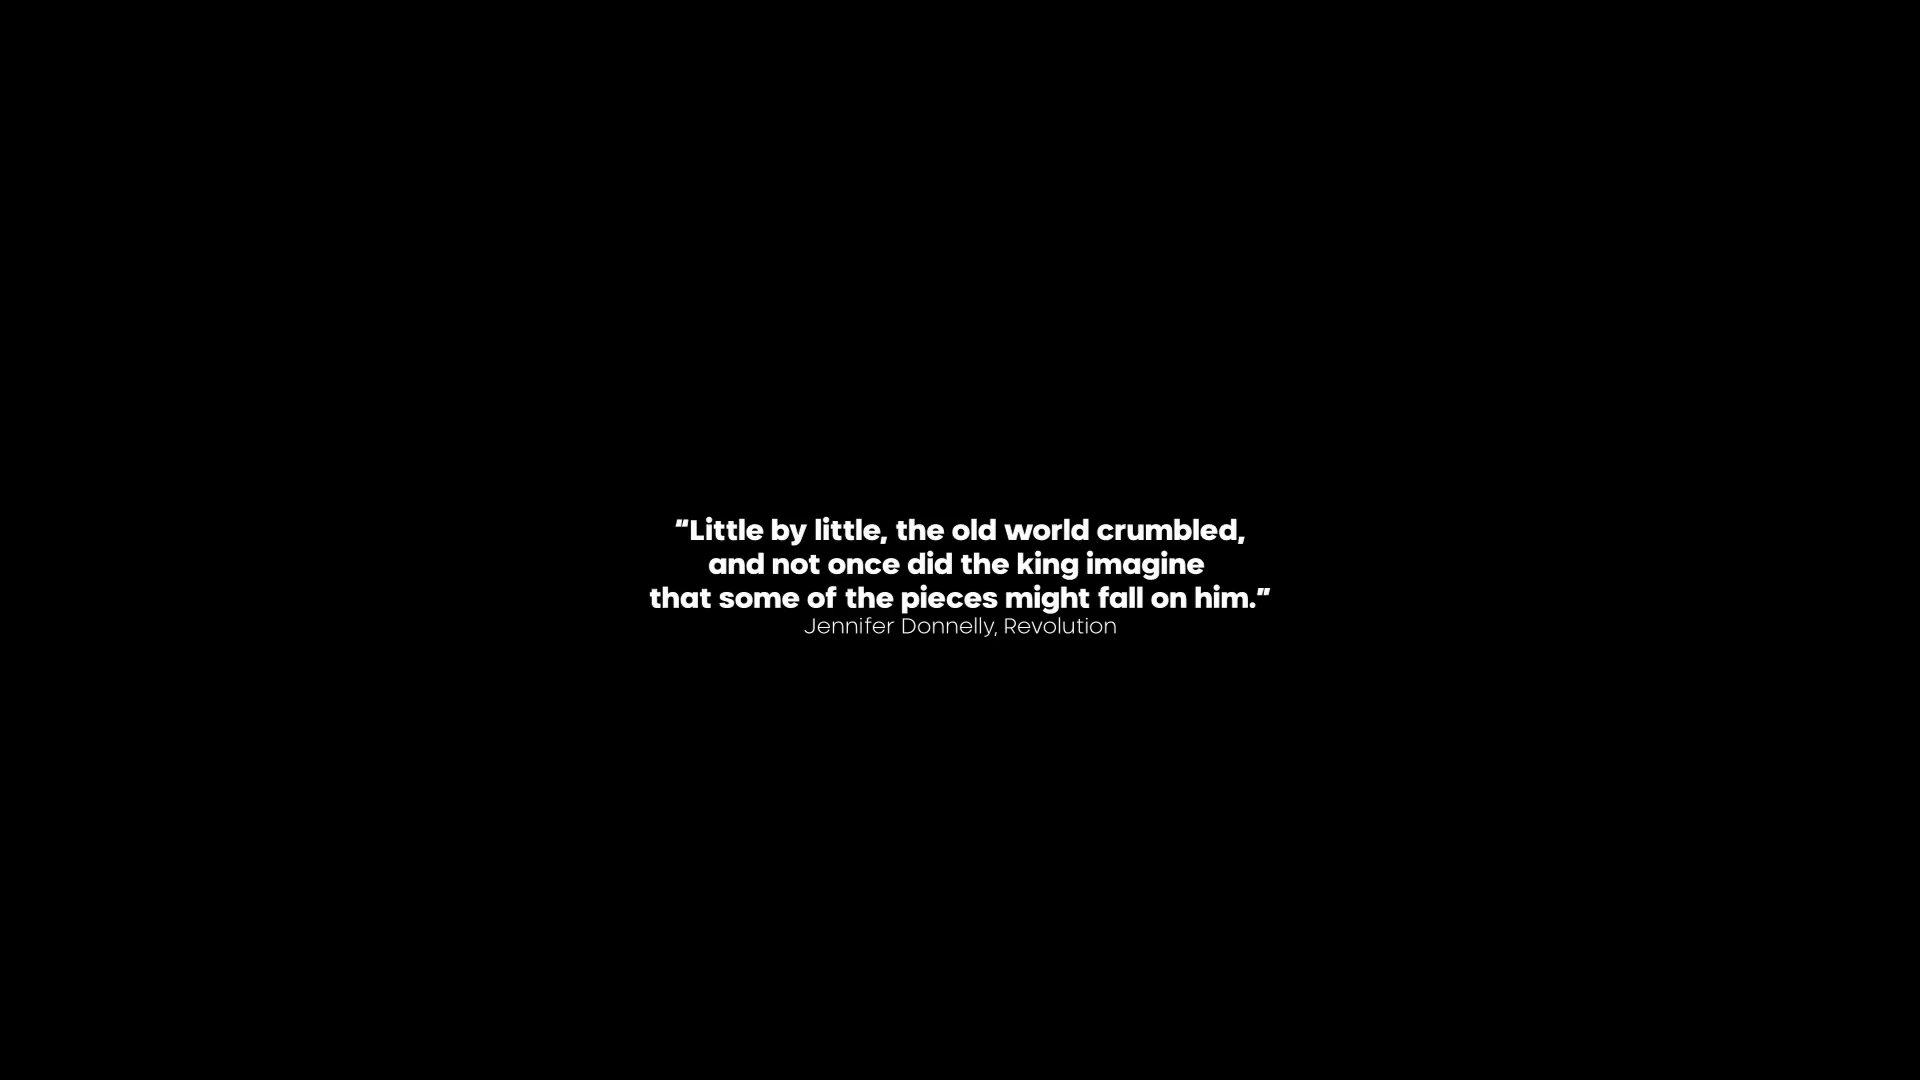 “Little by little, the old world crumbled,
and not once did the king imagine
that some of the pieces might fall on him.”
Jennifer Donnelly, Revolution